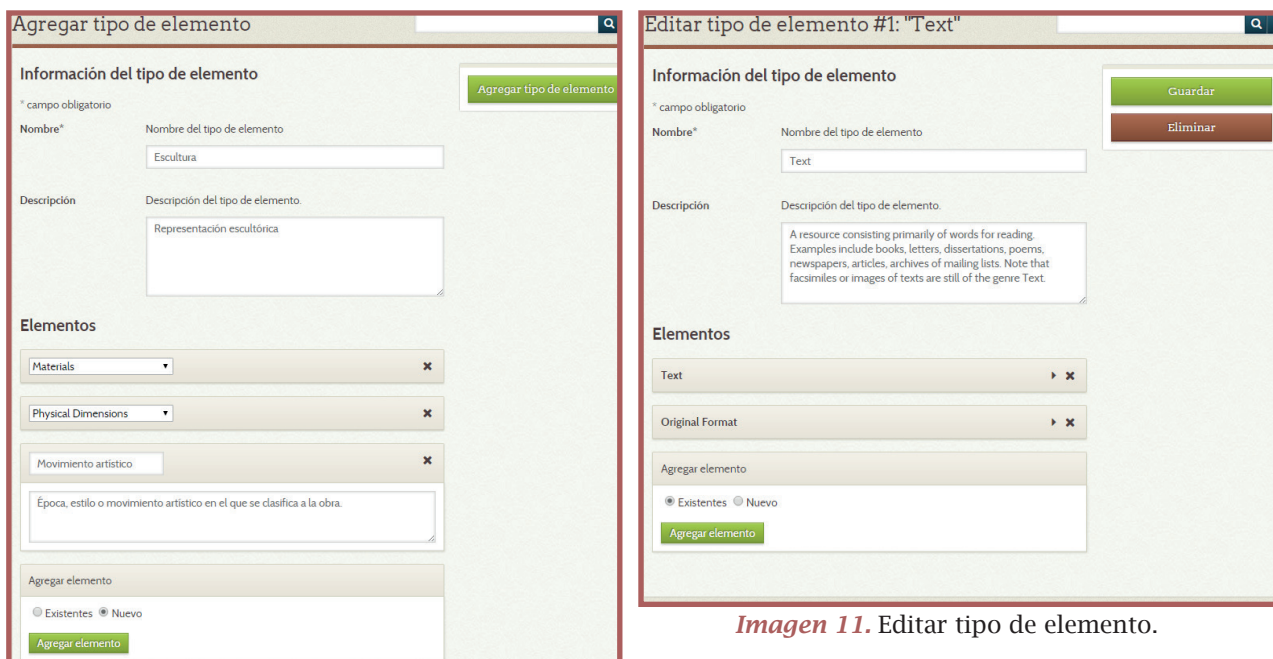 Agregar tipo de elemento
Información del tipo de elemento
* campo obligatorio
Agregar tipo de elemento
Nombre*
Nombre del tipo de elemento
Escultura
Descripción
Descripción del tipo de elemento.
Representación escultórica
Elementos
Materials
Physical Dimensions
Movimiento artístico
Época, estilo o movimiento artístico en el que se clasifica a la obra.
Agregar elemento
Existentes Nuevo
Agregar elemento
Editar tipo de elemento #1: "Text"
Información del tipo de elemento
* campo obligatorio
Guardar
Eliminar
Nombre*
Nombre del tipo de elemento
Text
Descripción
Descripción del tipo de elemento.
A resource consisting primarily of words for reading.
Examples include books, letters, dissertations, poems,
newspapers, articles, archives of mailing lists. Note that
facsimiles or images of texts are still of the genre Text.
Elementos
Text
Original Format
Agregar elemento
Existentes Nuevo
Agregar elemento
Imagen 11. Editar tipo de elemento.